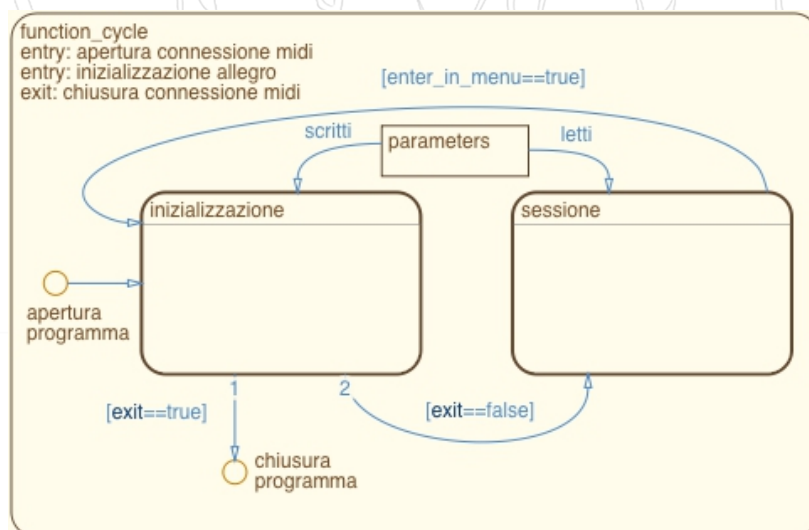 function_cycle
entry: apertura connessione midi
entry: inizializzazione allegro
exit: chiusura connessione midi
[enter_in_menu==true]
scritti
parameters
letti
inizializzazione
sessione
apertura
programma
1
2
[exit==true]
[exit==false]
chiusura
programma